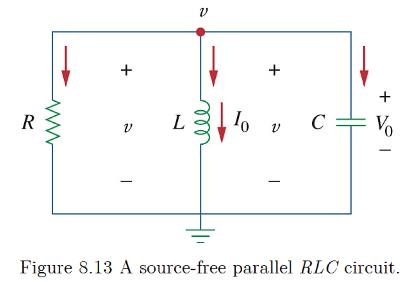 v
+ + +
R v L I₀ v C V₀
− − −
Figure 8.13 A source-free parallel RLC circuit.